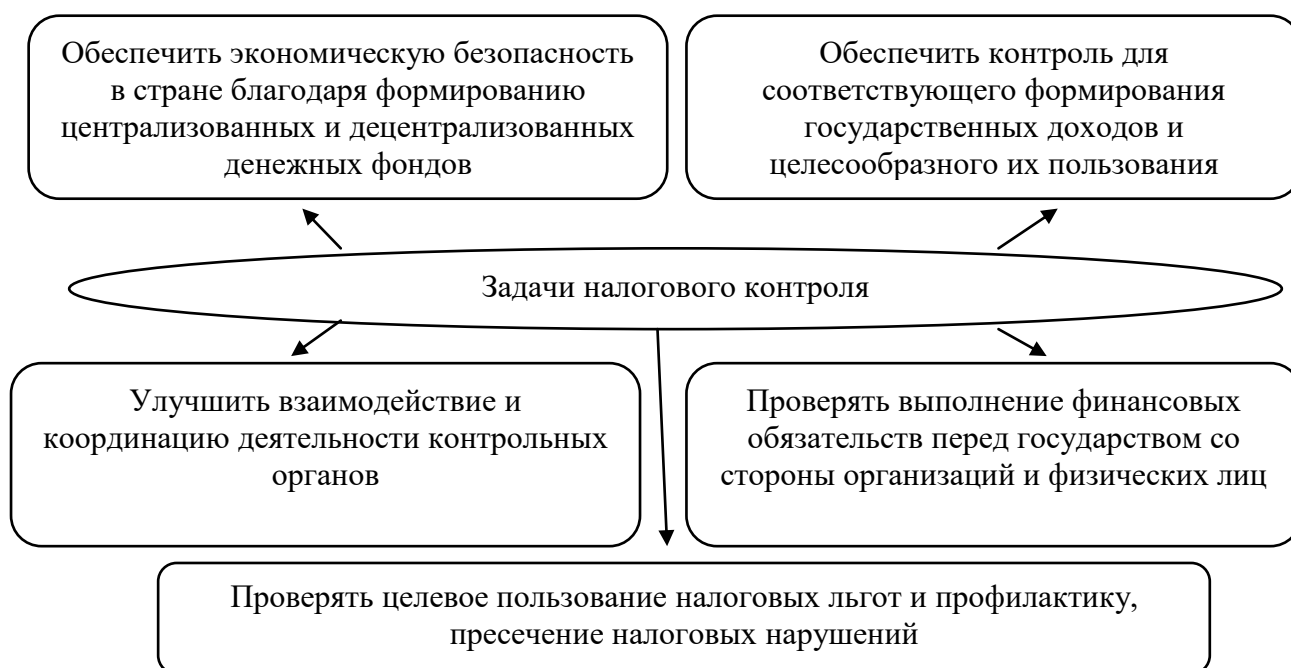 Обеспечить экономическую безопасность
в стране благодаря формированию
централизованных и децентрализованных
денежных фондов
Обеспечить контроль для
соответствующего формирования
государственных доходов и
целесообразного их пользования
Задачи налогового контроля
Улучшить взаимодействие и
координацию деятельности контрольных
органов
Проверять выполнение финансовых
обязательств перед государством со
стороны организаций и физических лиц
Проверять целевое пользование налоговых льгот и профилактику,
пресечение налоговых нарушений